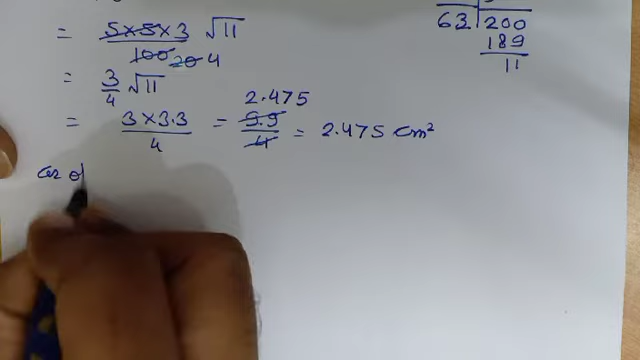 = 5×5×3 √11
100 20 4
= 3/4 √11
= 3×3.3/4 = 9.9/4 = 2.475 cm²
2.475
63 200
189
11